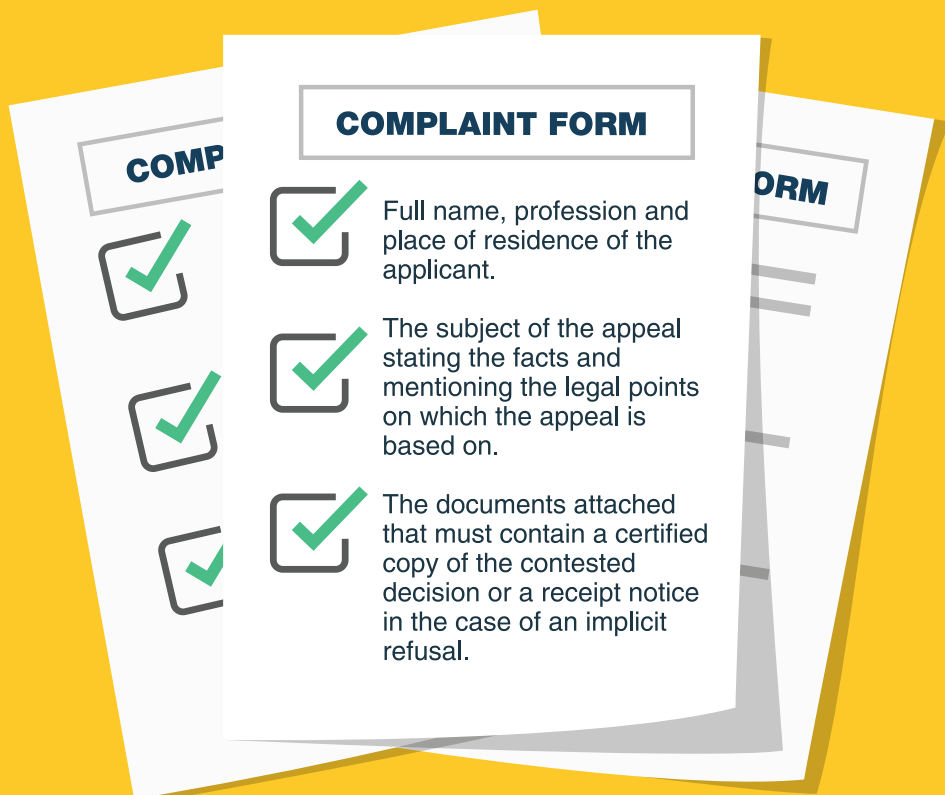 COMPLAINT FORM
Full name, profession and
place of residence of the
applicant.
The subject of the appeal
stating the facts and
mentioning the legal points
on which the appeal is
based on.
The documents attached
that must contain a certified
copy of the contested
decision or a receipt notice
in the case of an implicit
refusal.
COMP
ORM